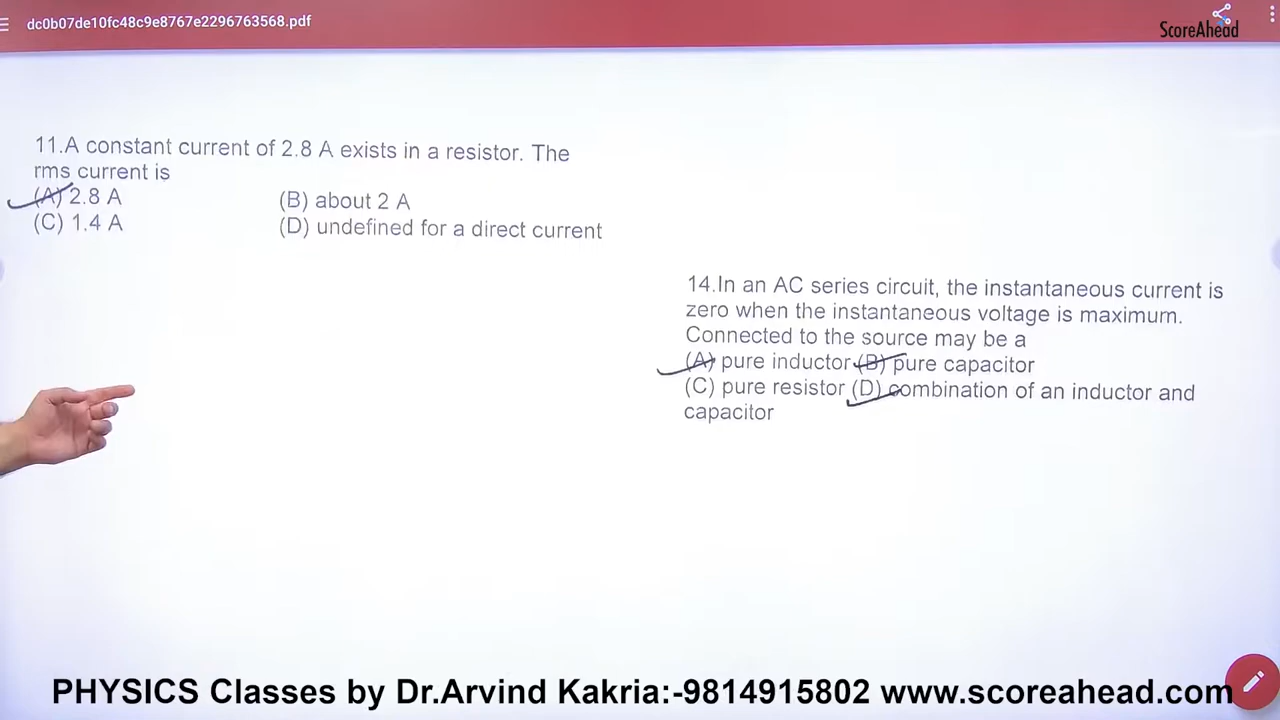 dc0b07de10fc48c9e8767e2296763568.pdf
ScoreAhead
11.A constant current of 2.8 A exists in a resistor. The
rms current is
(A) 2.8 A (B) about 2 A
(C) 1.4 A (D) undefined for a direct current
14.In an AC series circuit, the instantaneous current is
zero when the instantaneous voltage is maximum.
Connected to the source may be a
(A) pure inductor (B) pure capacitor
(C) pure resistor (D) combination of an inductor and
capacitor
PHYSICS Classes by Dr.Arvind Kakria:-9814915802 www.scoreahead.com